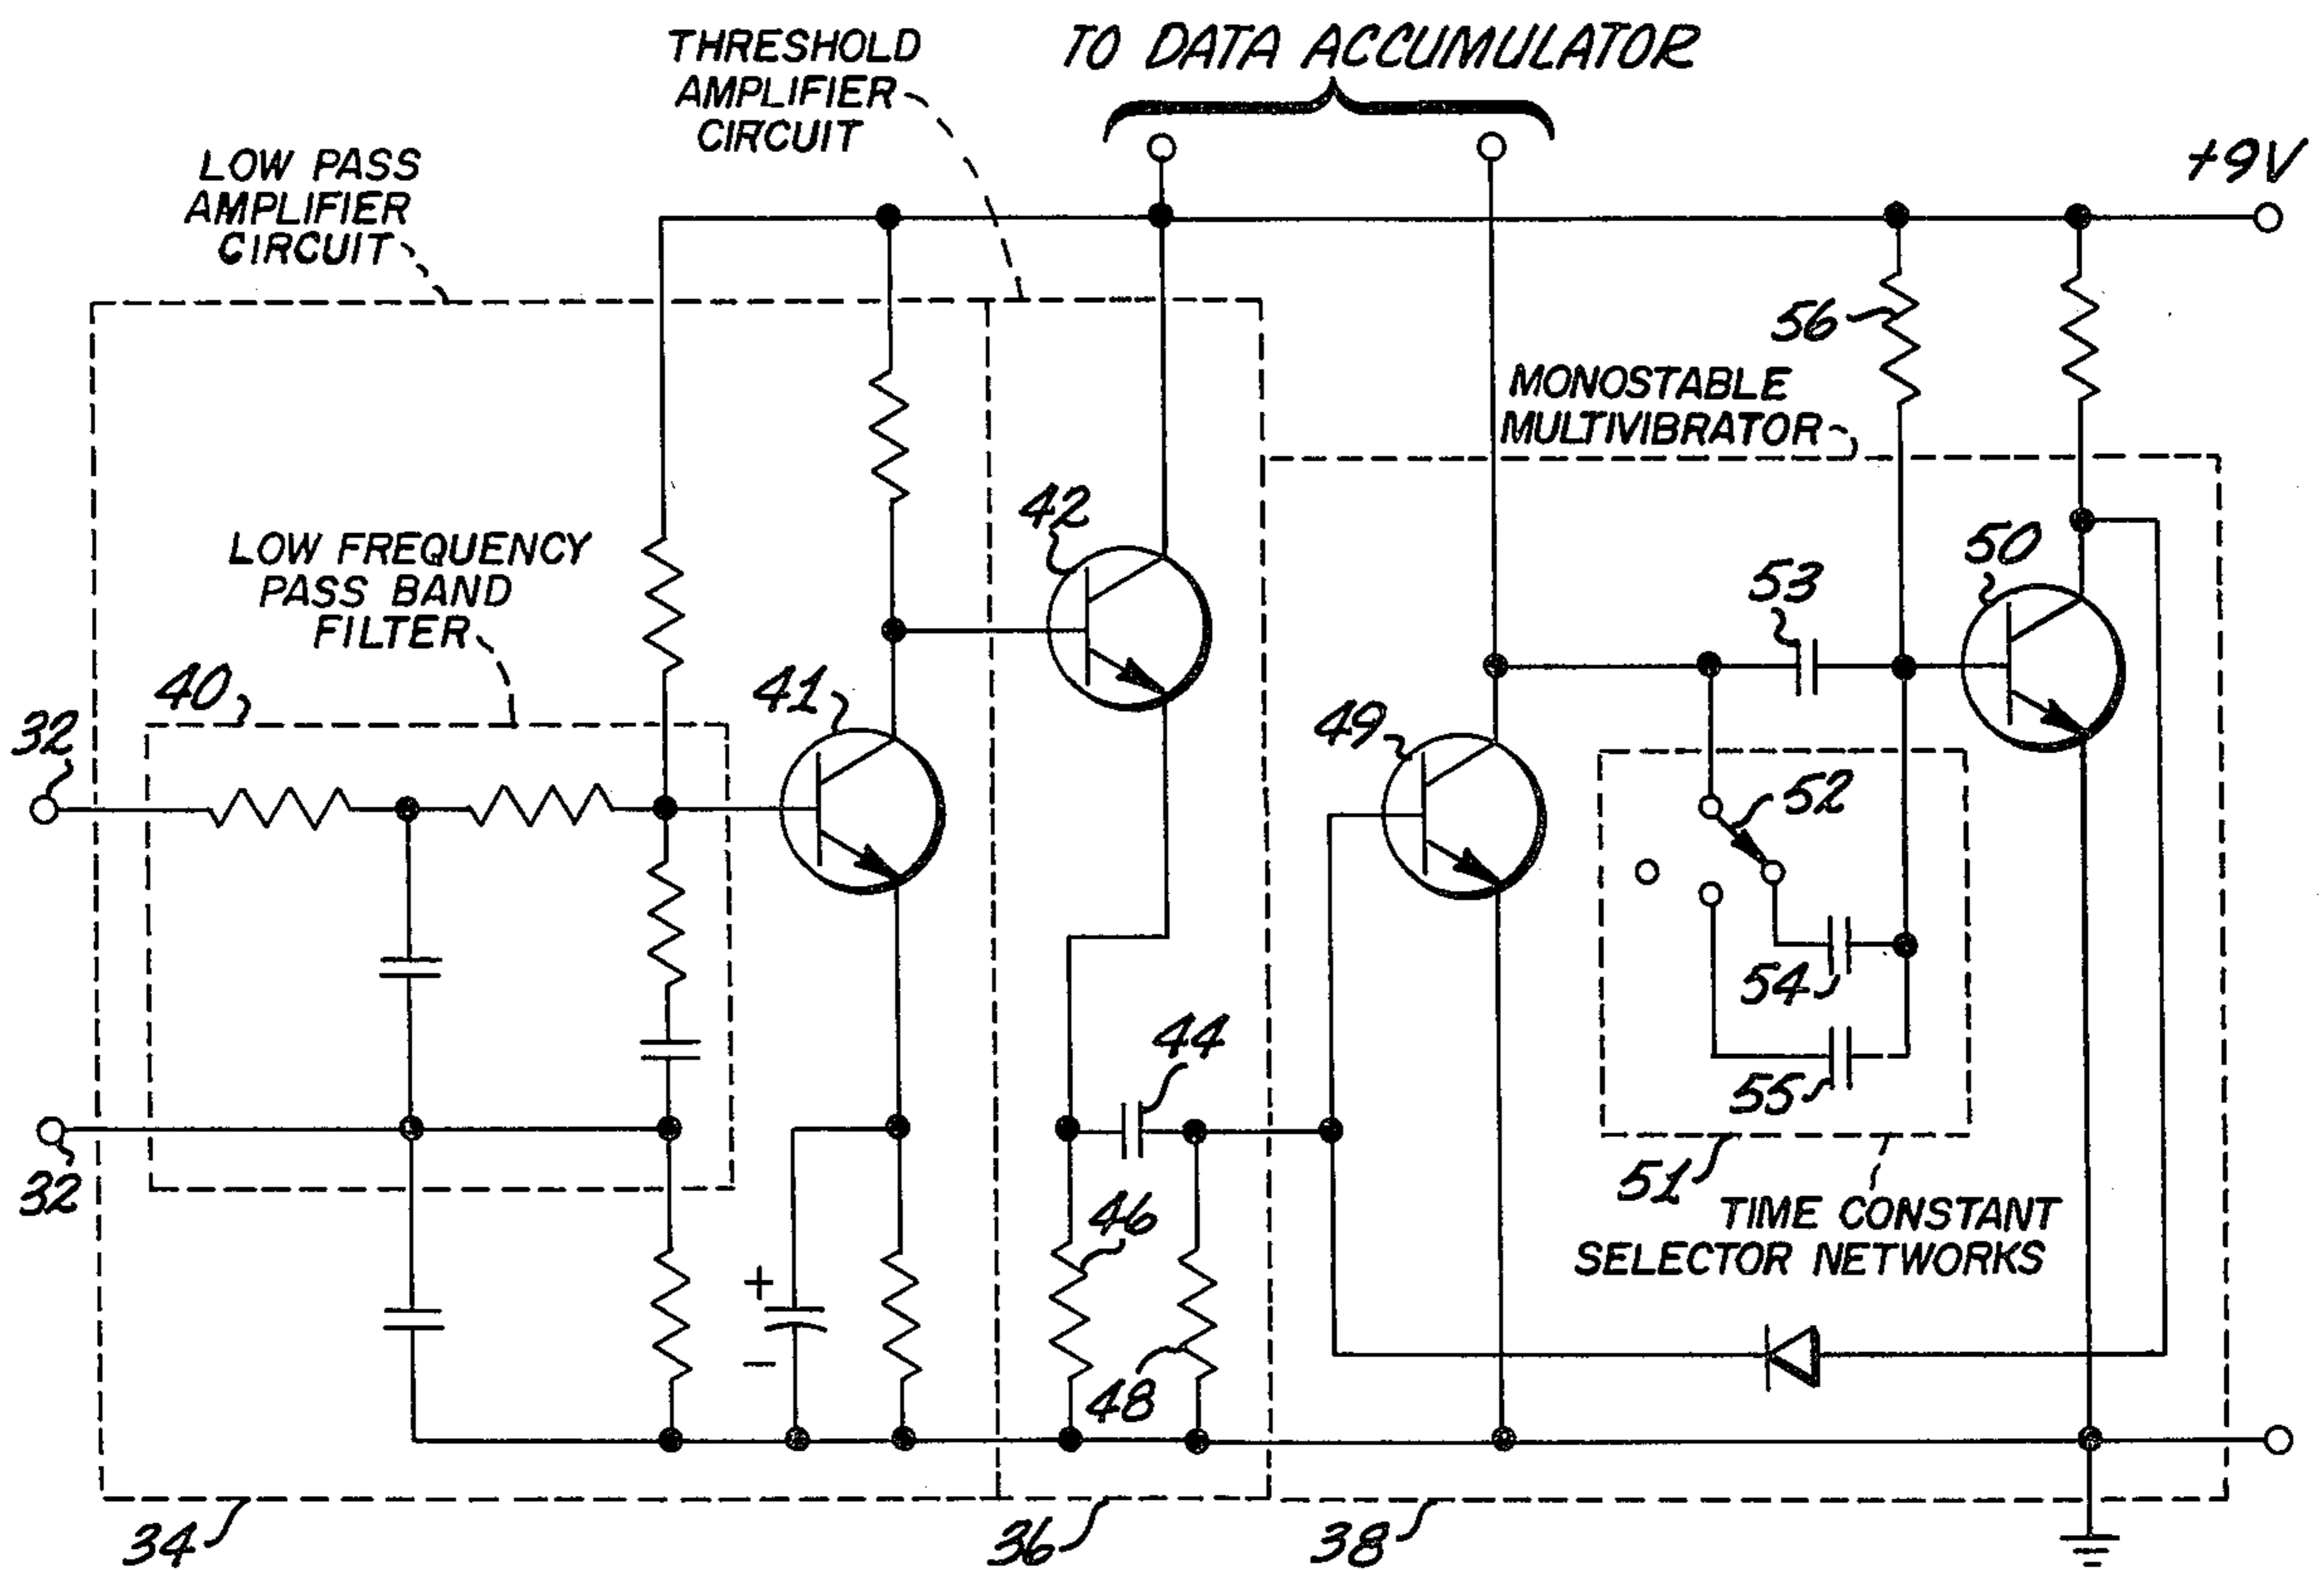 THRESHOLD
AMPLIFIER
CIRCUIT
TO DATA ACCUMULATOR
LOW PASS
AMPLIFIER
CIRCUIT
+9V
56
MONOSTABLE
MULTIVIBRATOR
42
50
LOW FREQUENCY
PASS BAND
FILTER
53
40
41
49
32
52
54
44
55
32
51
46
TIME CONSTANT
SELECTOR NETWORKS
+
−
48
34
36
38